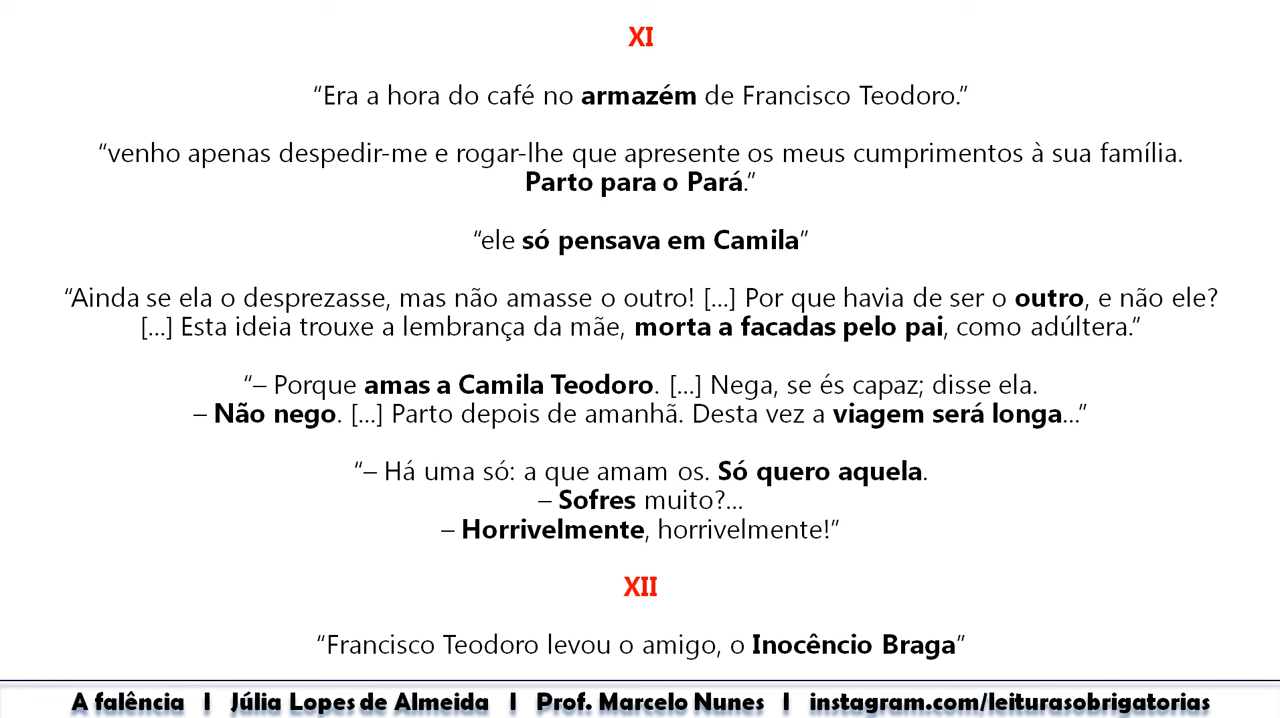 XI
“Era a hora do café no armazém de Francisco Teodoro.”
“venho apenas despedir-me e rogar-lhe que apresente os meus cumprimentos à sua família.
Parto para o Pará.”
“ele só pensava em Camila”
“Ainda se ela o desprezasse, mas não amasse o outro! [...] Por que havia de ser o outro, e não ele?
[...] Esta ideia trouxe a lembrança da mãe, morta a facadas pelo pai, como adúltera.”
“– Porque amas a Camila Teodoro. [...] Nega, se és capaz; disse ela.
– Não nego. [...] Parto depois de amanhã. Desta vez a viagem será longa...”
“– Há uma só: a que amam os. Só quero aquela.
– Sofres muito?...
– Horrivelmente, horrivelmente!”
XII
“Francisco Teodoro levou o amigo, o Inocêncio Braga”
A falência I Júlia Lopes de Almeida I Prof. Marcelo Nunes I instagram.com/leiturasobrigatorias